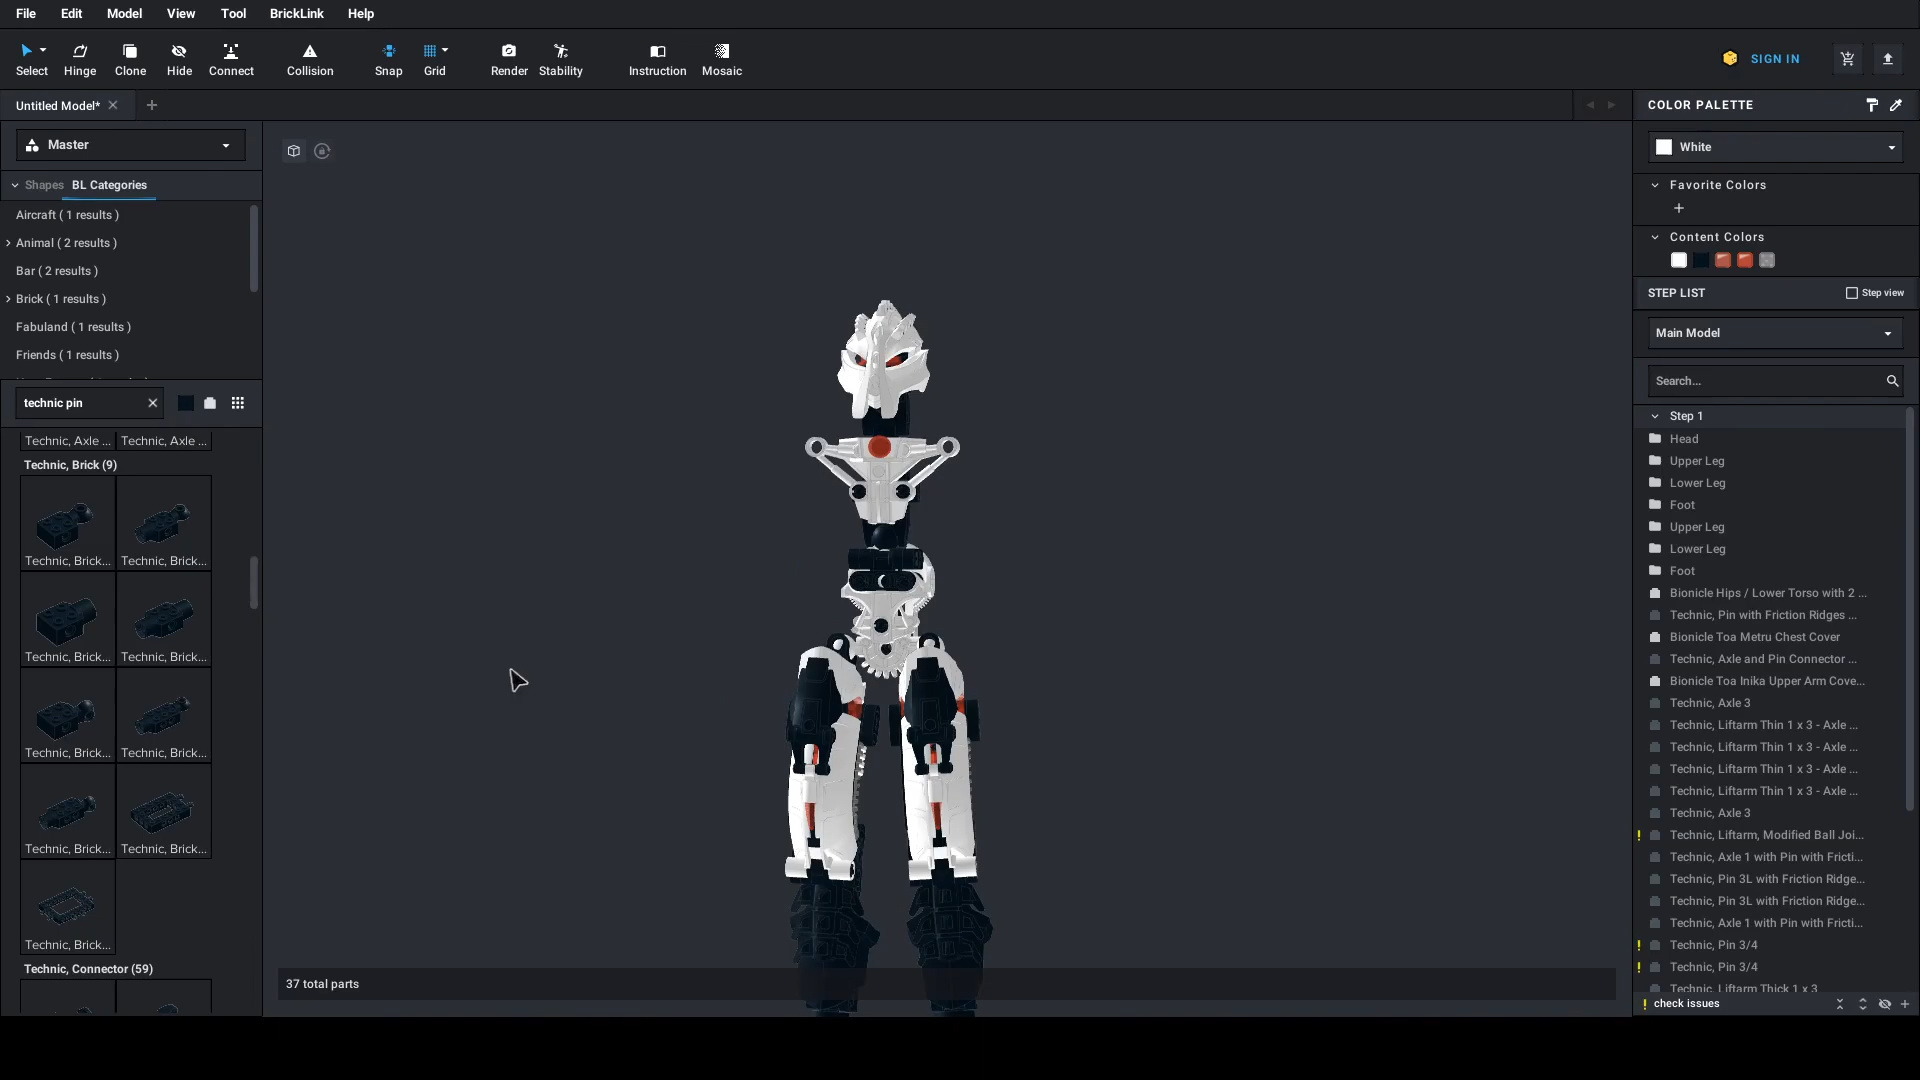 File Edit Model View Tool BrickLink Help
Select Hinge Clone Hide Connect Collision Snap Grid Render Stability Instruction Mosaic
SIGN IN
Untitled Model*
Master
Shapes BL Categories
Aircraft ( 1 results )
Animal ( 2 results )
Bar ( 2 results )
Brick ( 1 results )
Fabuland ( 1 results )
Friends ( 1 results )
technic pin
Technic, Axle ... Technic, Axle ...
Technic, Brick (9)
Technic, Brick... Technic, Brick...
Technic, Brick... Technic, Brick...
Technic, Brick... Technic, Brick...
Technic, Brick... Technic, Brick...
Technic, Brick...
Technic, Connector (59)
37 total parts
COLOR PALETTE
White
Favorite Colors
Content Colors
STEP LIST Step view
Main Model
Search...
Step 1
Head
Upper Leg
Lower Leg
Foot
Upper Leg
Lower Leg
Foot
Bionicle Hips / Lower Torso with 2 ...
Technic, Pin with Friction Ridges ...
Bionicle Toa Metru Chest Cover
Technic, Axle and Pin Connector ...
Bionicle Toa Inika Upper Arm Cove...
Technic, Axle 3
Technic, Liftarm Thin 1 x 3 - Axle ...
Technic, Liftarm Thin 1 x 3 - Axle ...
Technic, Liftarm Thin 1 x 3 - Axle ...
Technic, Liftarm Thin 1 x 3 - Axle ...
Technic, Axle 3
! Technic, Liftarm, Modified Ball Joi...
Technic, Axle 1 with Pin with Fricti...
Technic, Pin 3L with Friction Ridge...
Technic, Pin 3L with Friction Ridge...
Technic, Axle 1 with Pin with Fricti...
! Technic, Pin 3/4
! Technic, Pin 3/4
Technic, Liftarm Thick 1 x 3
! check issues